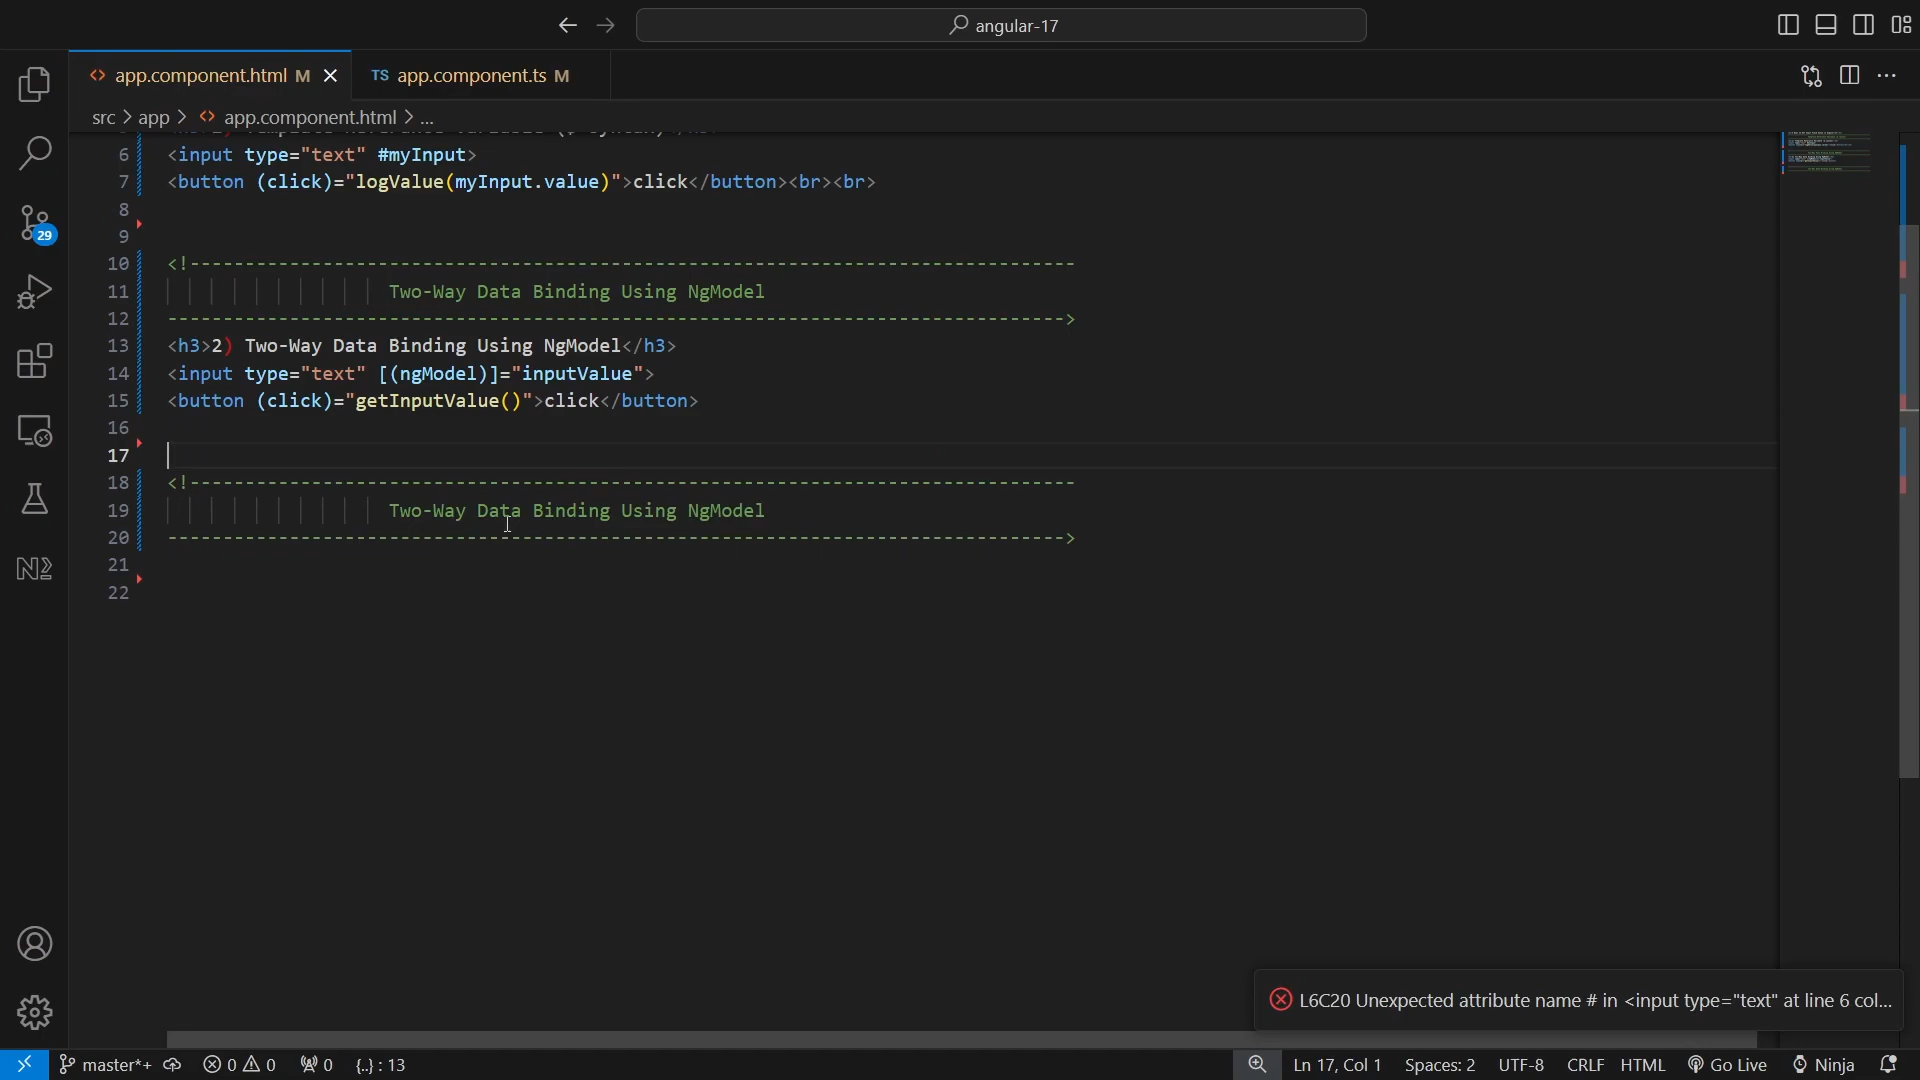 angular-17
app.component.html M
TS app.component.ts M
src > app > <> app.component.html > ...
6 <input type="text" #myInput>
7 <button (click)="logValue(myInput.value)">click</button><br><br>
8
9
10 <!--------------------------------------------------------------------------------
11 Two-Way Data Binding Using NgModel
12 --------------------------------------------------------------------------------->
13 <h3>2) Two-Way Data Binding Using NgModel</h3>
14 <input type="text" [(ngModel)]="inputValue">
15 <button (click)="getInputValue()">click</button>
16
17
18 <!--------------------------------------------------------------------------------
19 Two-Way Data Binding Using NgModel
20 --------------------------------------------------------------------------------->
21
22
29
L6C20 Unexpected attribute name # in <input type="text" at line 6 col...
master*+ 0 0 0 {..} : 13 Ln 17, Col 1 Spaces: 2 UTF-8 CRLF HTML Go Live Ninja